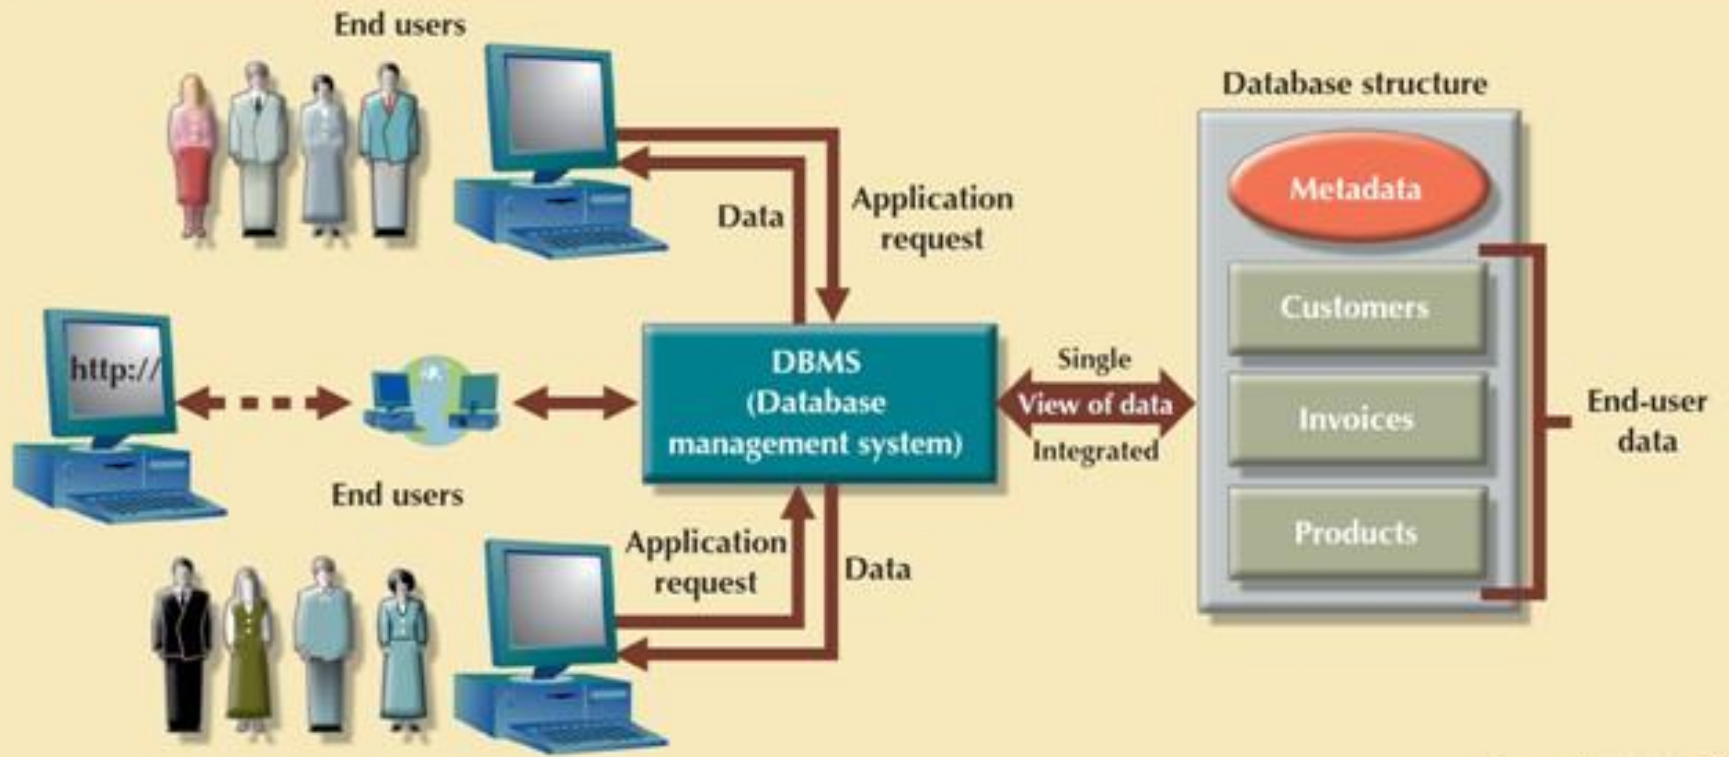 End users
Database structure
Metadata
Data
Application
request
Customers
http://
DBMS
(Database
management system)
Single
View of data
Integrated
Invoices
End-user
data
End users
Products
Application
request
Data